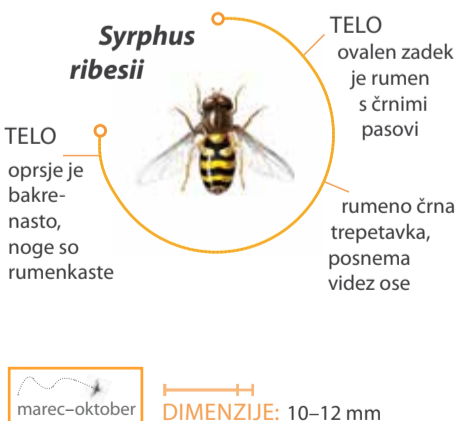 Syrphus
ribesii
TELO
ovalen zadek
je rumen
s črnimi
pasovi
TELO
oprsje je
bakre-
nasto,
noge so
rumenkaste
rumeno črna
trepetavka,
posnema
videz ose
marec–oktober
DIMENZIJE: 10–12 mm